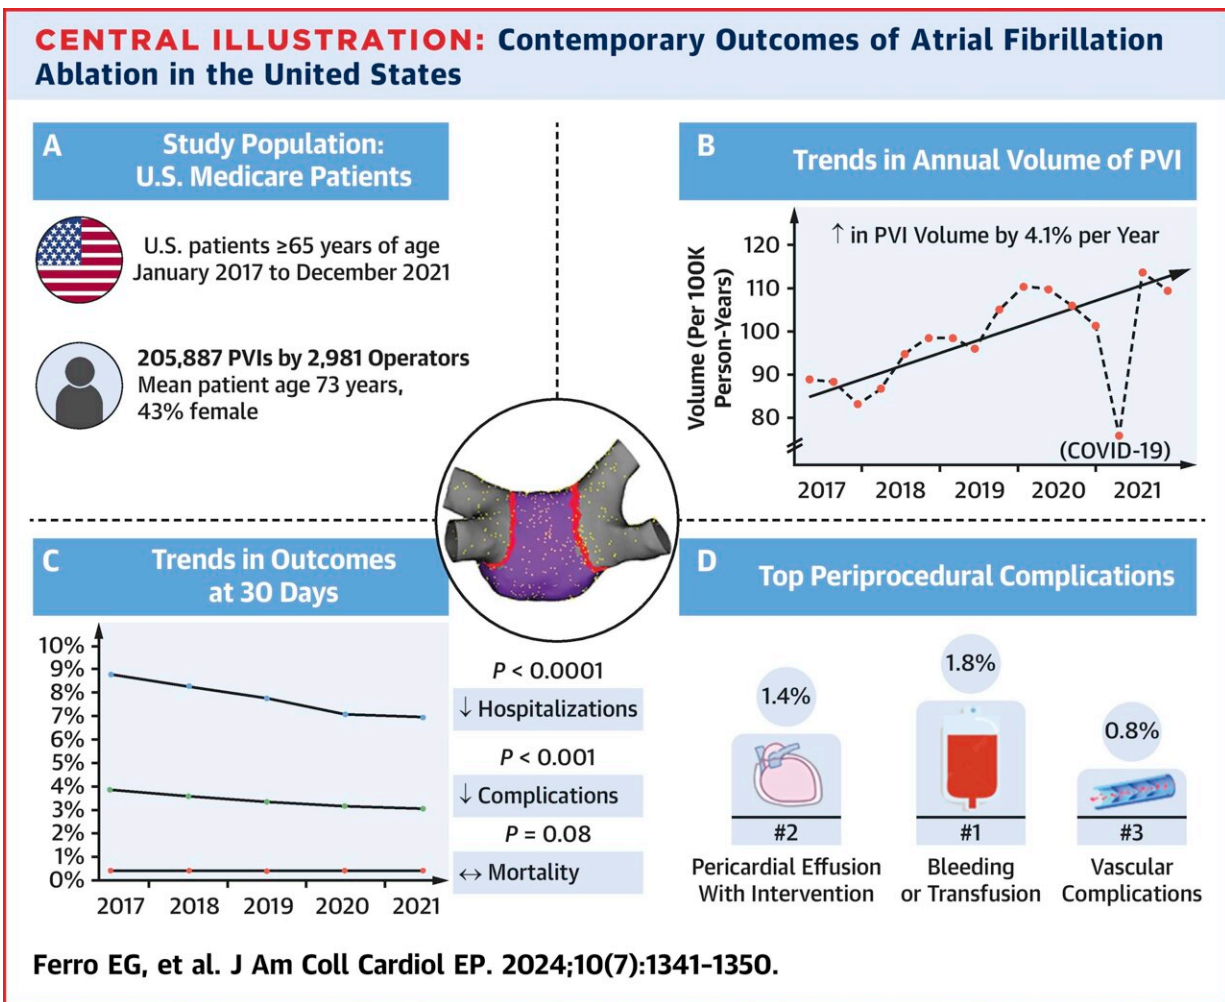 CENTRAL ILLUSTRATION: Contemporary Outcomes of Atrial Fibrillation
Ablation in the United States
A
Study Population:
U.S. Medicare Patients
U.S. patients ≥65 years of age
January 2017 to December 2021
205,887 PVIs by 2,981 Operators
Mean patient age 73 years,
43% female
B
Trends in Annual Volume of PVI
↑ in PVI Volume by 4.1% per Year
Volume (Per 100K
Person-Years)
120
110
100
90
80
(COVID-19)
2017 2018 2019 2020 2021
C
Trends in Outcomes
at 30 Days
10%
9%
8%
7%
6%
5%
4%
3%
2%
1%
0%
2017 2018 2019 2020 2021
P < 0.0001
↓ Hospitalizations
P < 0.001
↓ Complications
P = 0.08
↔ Mortality
D
Top Periprocedural Complications
1.4%
#2
Pericardial Effusion
With Intervention
1.8%
#1
Bleeding
or Transfusion
0.8%
#3
Vascular
Complications
Ferro EG, et al. J Am Coll Cardiol EP. 2024;10(7):1341–1350.